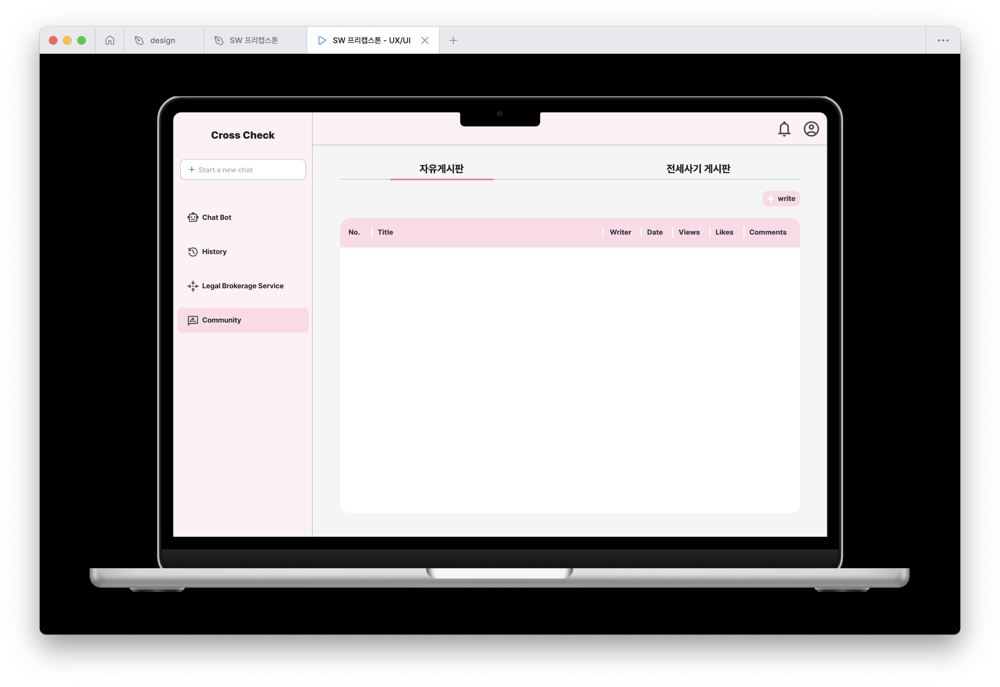 design
SW 프리캡스톤
SW 프리캡스톤 - UX/UI
Cross Check
Start a new chat
Chat Bot
History
Legal Brokerage Service
Community
자유게시판
전세사기 게시판
write
No. Title Writer Date Views Likes Comments